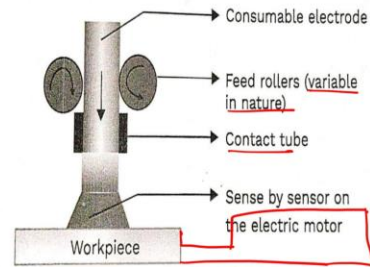 Consumable electrode
Feed rollers (variable
in nature)
Contact tube
Sense by sensor on
the electric motor
Workpiece